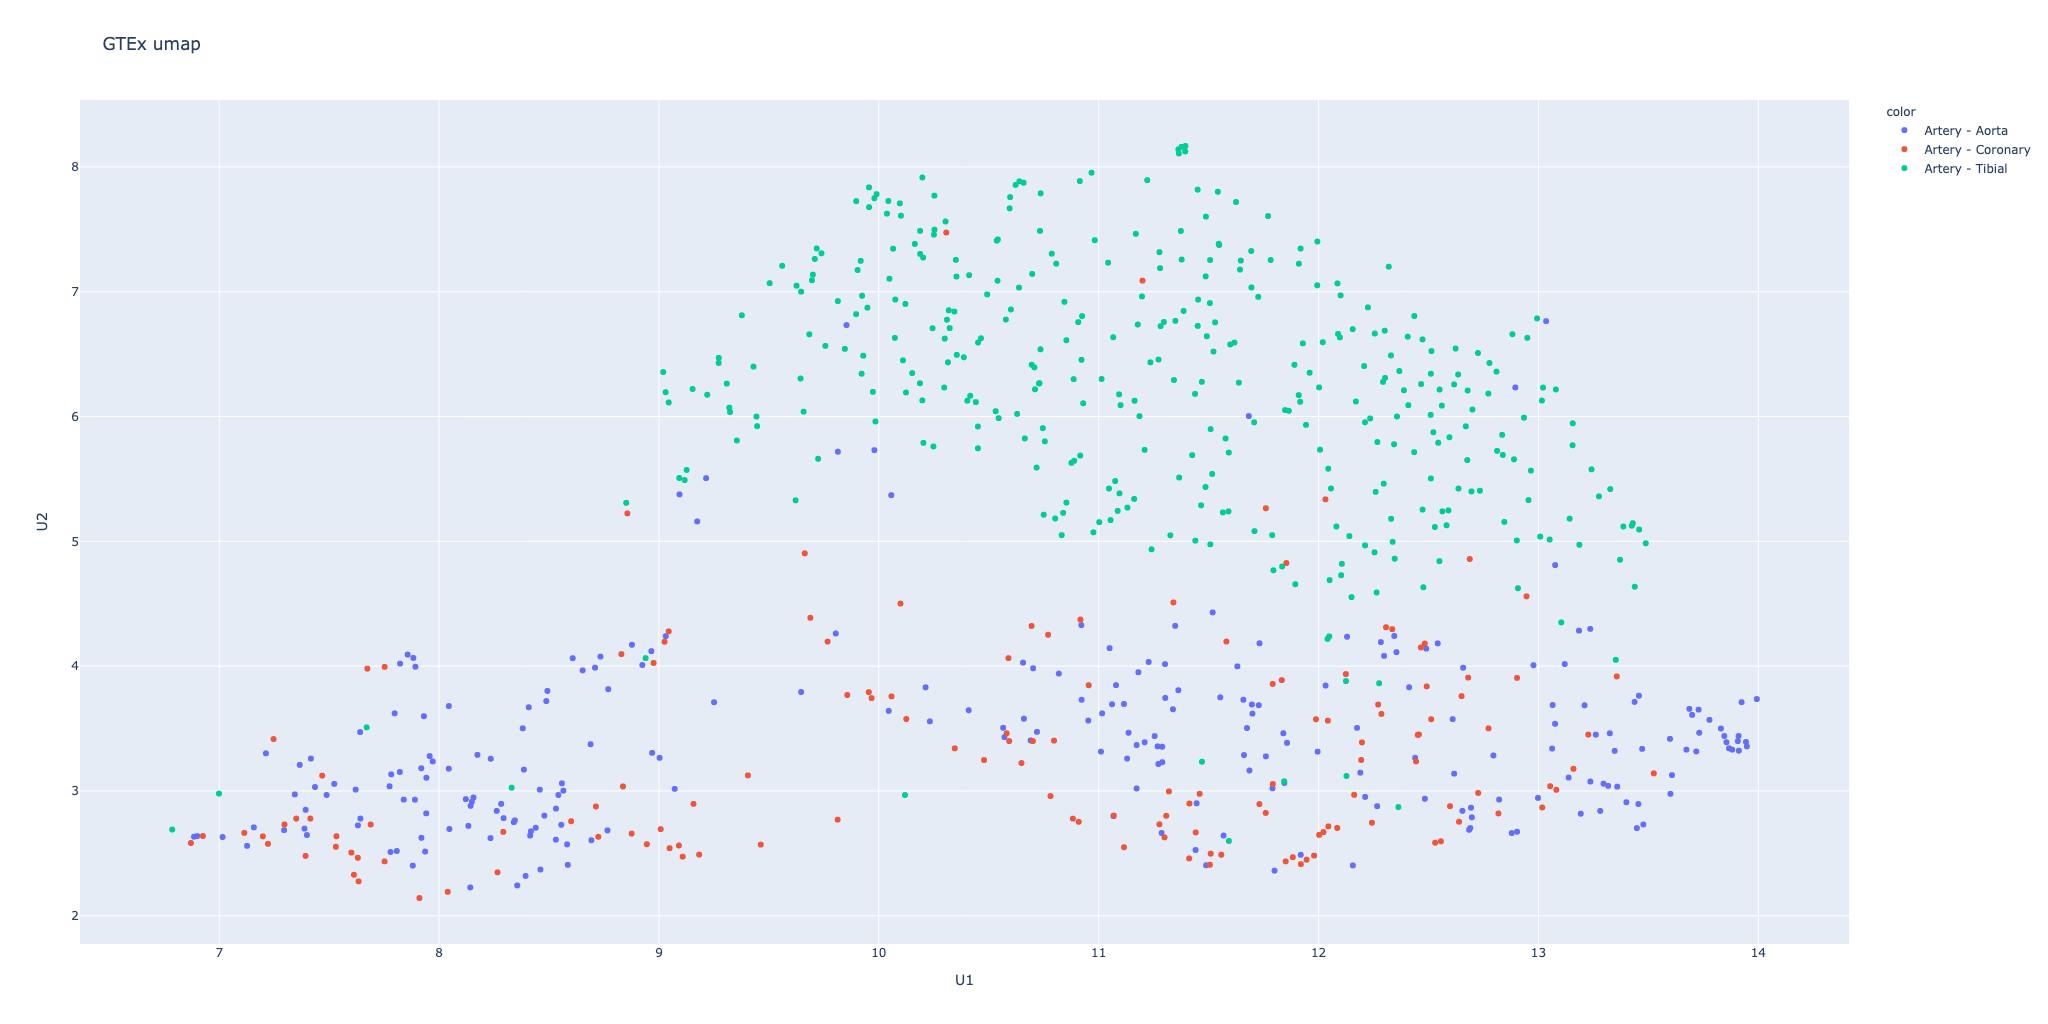 GTEx umap
color
Artery - Aorta
Artery - Coronary
Artery - Tibial
U2
8
7
6
5
4
3
2
7 8 9 10 11 12 13 14
U1